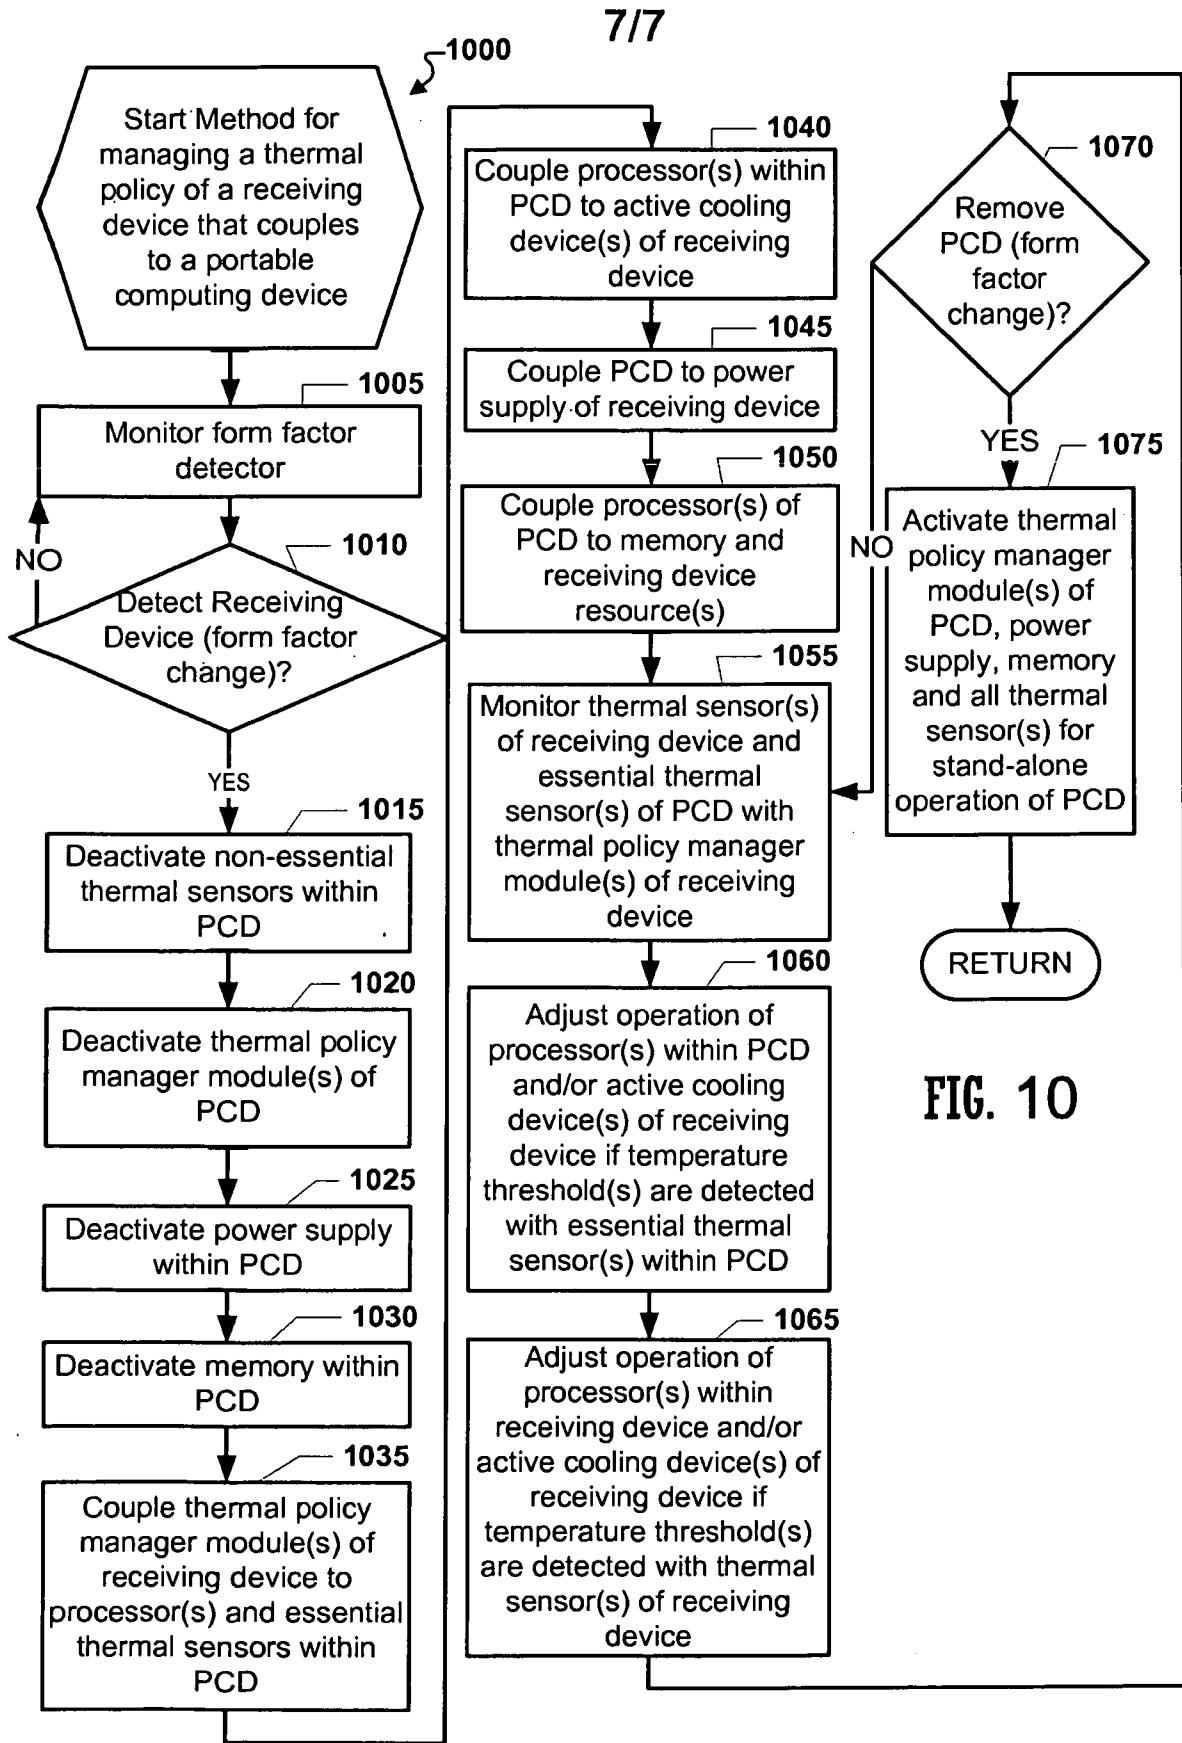 7/7
1000
Start Method for
managing a thermal
policy of a receiving
device that couples
to a portable
computing device
1005
Monitor form factor
detector
NO
1010
Detect Receiving
Device (form factor
change)?
YES
1015
Deactivate non-essential
thermal sensors within
PCD
1020
Deactivate thermal policy
manager module(s) of
PCD
1025
Deactivate power supply
within PCD
1030
Deactivate memory within
PCD
1035
Couple thermal policy
manager module(s) of
receiving device to
processor(s) and essential
thermal sensors within
PCD
1040
Couple processor(s) within
PCD to active cooling
device(s) of receiving
device
1045
Couple PCD to power
supply of receiving device
1050
Couple processor(s) of
PCD to memory and
receiving device
resource(s)
1055
Monitor thermal sensor(s)
of receiving device and
essential thermal
sensor(s) of PCD with
thermal policy manager
module(s) of receiving
device
1060
Adjust operation of
processor(s) within PCD
and/or active cooling
device(s) of receiving
device if temperature
threshold(s) are detected
with essential thermal
sensor(s) within PCD
1065
Adjust operation of
processor(s) within
receiving device and/or
active cooling device(s) of
receiving device if
temperature threshold(s)
are detected with thermal
sensor(s) of receiving
device
1070
Remove
PCD (form
factor
change)?
NO
YES
1075
Activate thermal
policy manager
module(s) of
PCD, power
supply, memory
and all thermal
sensor(s) for
stand-alone
operation of PCD
RETURN
FIG. 10